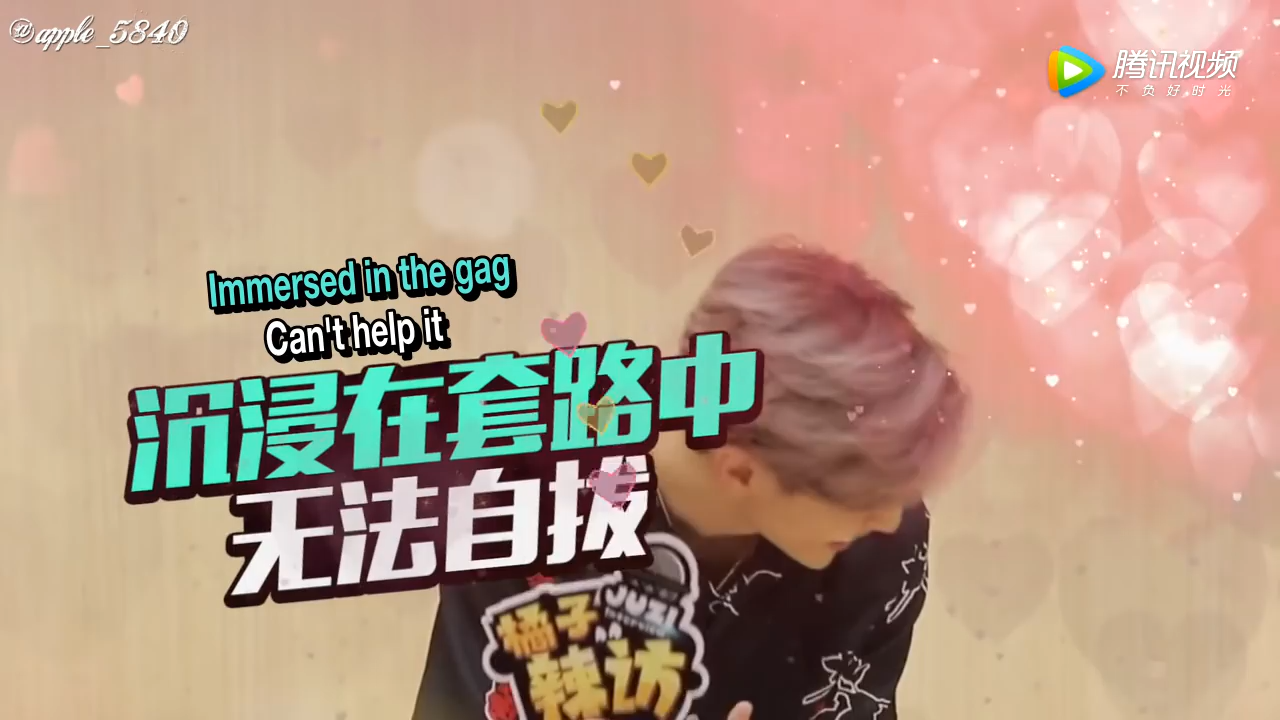 @apple_5840
腾讯视频
不负好时光
Immersed in the gag
Can't help it
沉浸在套路中
无法自拔
JUZI
橘子
辣访